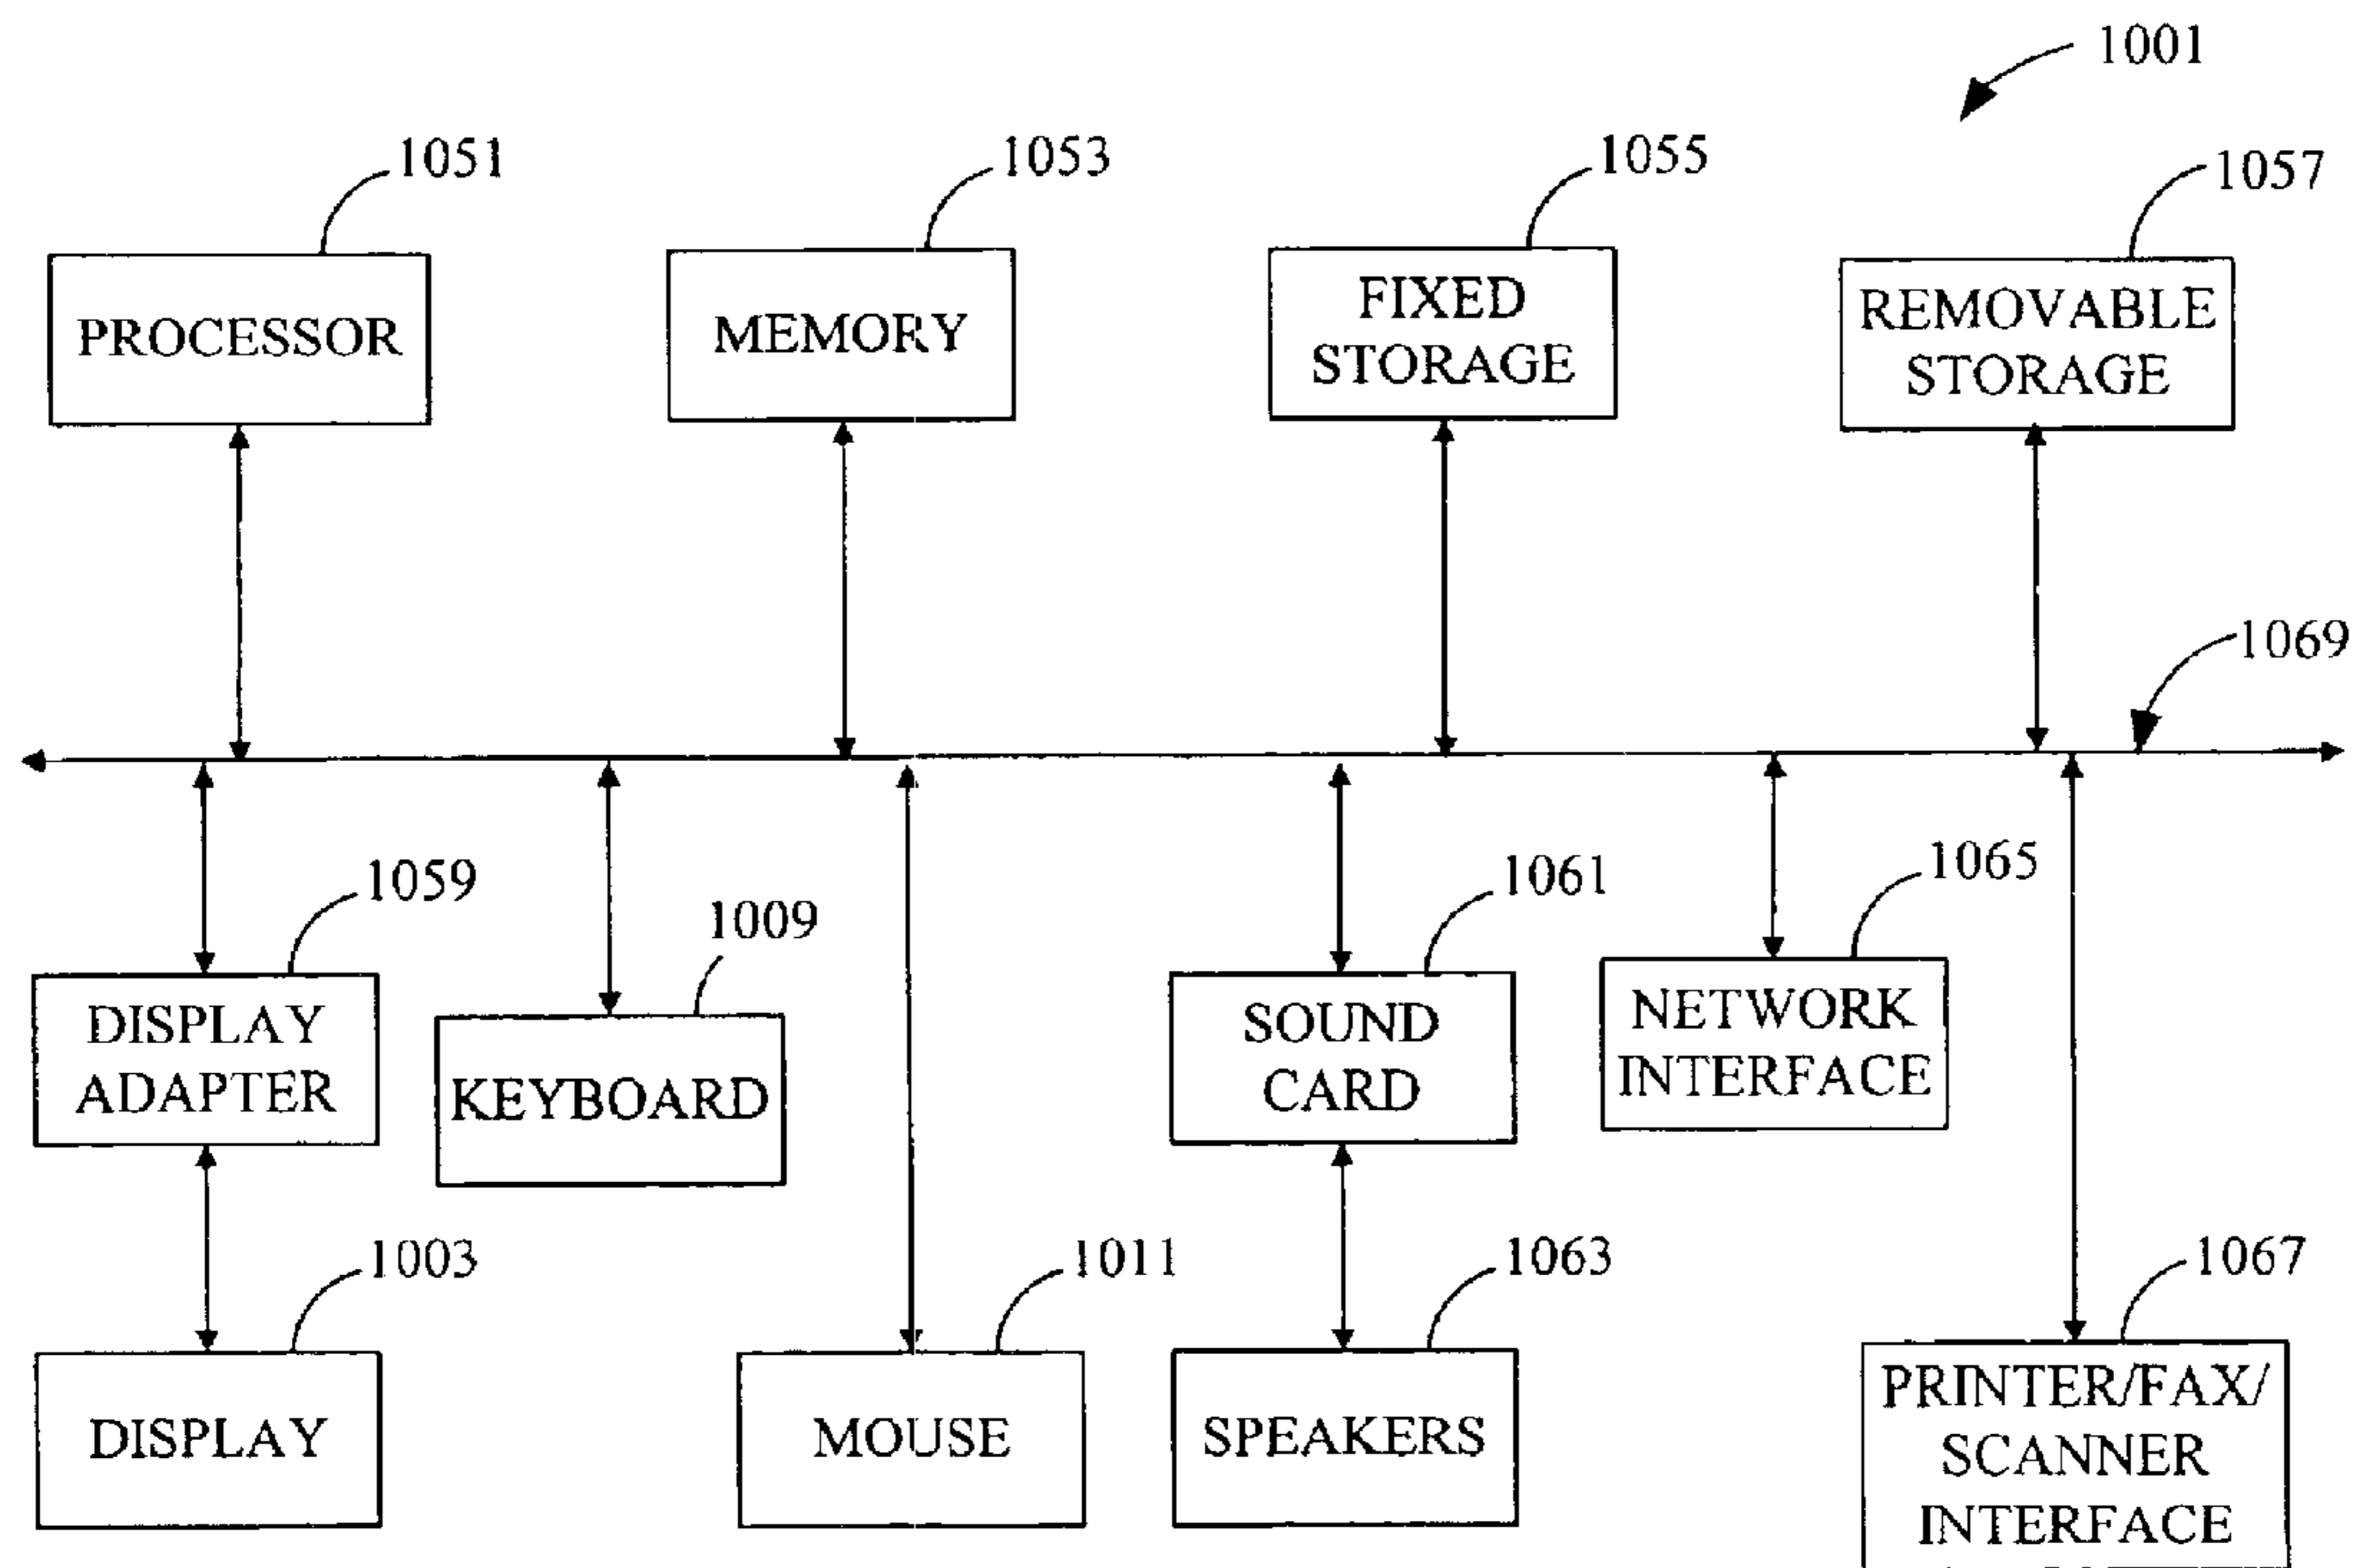 1001
1051
1053
1055
1057
PROCESSOR
MEMORY
FIXED
STORAGE
REMOVABLE
STORAGE
1069
1059
1009
1061
1065
DISPLAY
ADAPTER
KEYBOARD
SOUND
CARD
NETWORK
INTERFACE
1003
1011
1063
1067
DISPLAY
MOUSE
SPEAKERS
PRINTER/FAX/
SCANNER
INTERFACE